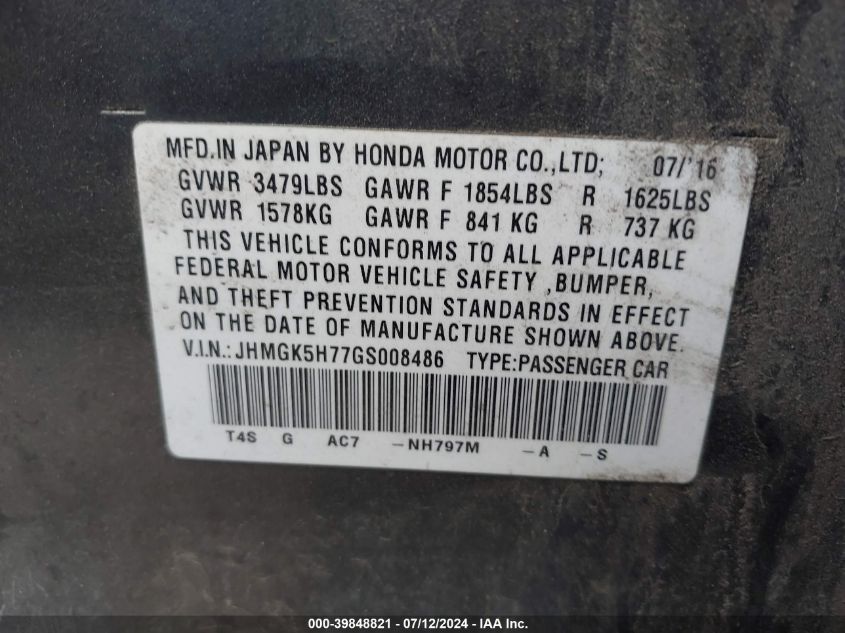 MFD.IN JAPAN BY HONDA MOTOR CO.,LTD; 07/'16
GVWR 3479LBS GAWR F 1854LBS R 1625LBS
GVWR 1578KG GAWR F 841 KG R 737 KG
THIS VEHICLE CONFORMS TO ALL APPLICABLE
FEDERAL MOTOR VEHICLE SAFETY ,BUMPER,
AND THEFT PREVENTION STANDARDS IN EFFECT
ON THE DATE OF MANUFACTURE SHOWN ABOVE.
V.I.N.:JHMGK5H77GS008486 TYPE:PASSENGER CAR
T4S G AC7 -NH797M -A -S
000-39848821 / 07/12/2024 - IAA Inc.